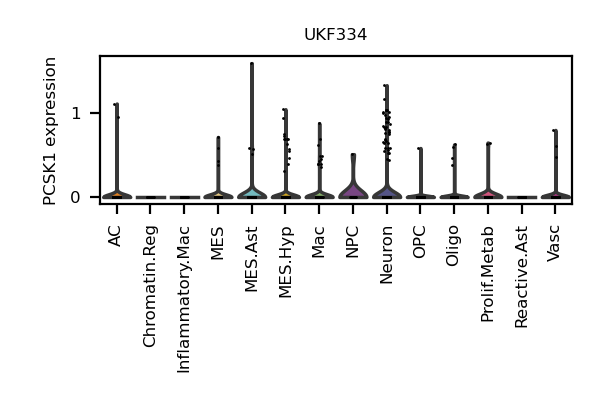 UKF334
PCSK1 expression
1
0
AC
Chromatin.Reg
Inflammatory.Mac
MES
MES.Ast
MES.Hyp
Mac
NPC
Neuron
OPC
Oligo
Prolif.Metab
Reactive.Ast
Vasc